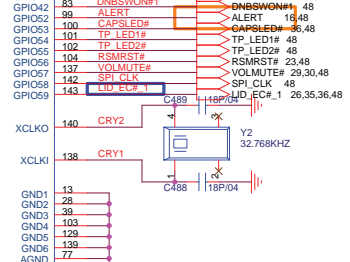 GPIO42 83 DNBSWON#1 DNBSWON#1 48
GPIO52 99 ALERT ALERT 16,48
GPIO53 100 CAPSLED# CAPSLED# 36,48
GPIO54 101 TP_LED1# TP_LED1# 48
GPIO55 102 TP_LED2# TP_LED2# 48
GPIO56 104 RSMRST# RSMRST# 23,48
GPIO57 137 VOLMUTE# VOLMUTE# 29,30,48
GPIO58 142 SPI_CLK SPI_CLK 48
GPIO59 143 LID_EC#_1 LID_EC#_1 26,35,36,48
C489 18P/04
XCLKO 140 CRY2
4 3
Y2
32.768KHZ
XCLKI 138 CRY1
1 2
C488 18P/04
GND1 13
GND2 28
GND3 39
GND4 103
GND5 129
GND6 139
AGND 77